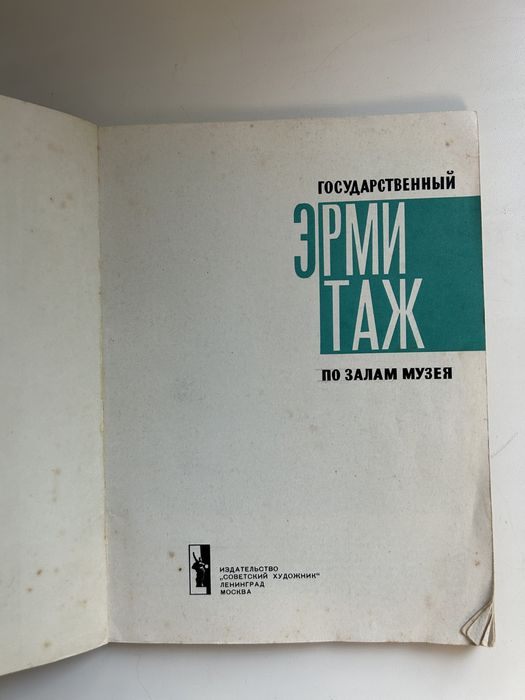 ГОСУДАРСТВЕННЫЙ
ЭРМИ
ТАЖ
ПО ЗАЛАМ МУЗЕЯ
ИЗДАТЕЛЬСТВО
„СОВЕТСКИЙ ХУДОЖНИК"
ЛЕНИНГРАД
МОСКВА